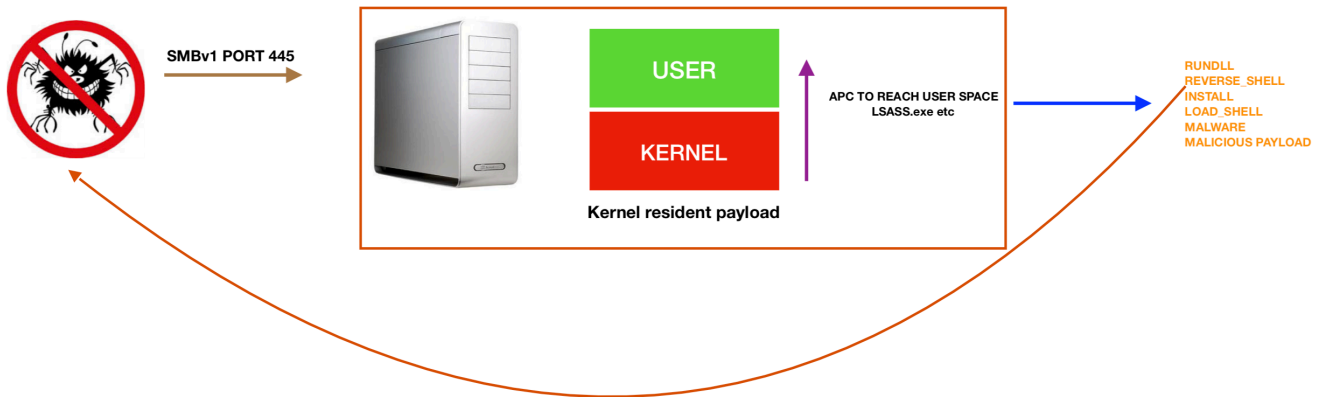 SMBv1 PORT 445
USER
KERNEL
Kernel resident payload
APC TO REACH USER SPACE
LSASS.exe etc
RUNDLL
REVERSE_SHELL
INSTALL
LOAD_SHELL
MALWARE
MALICIOUS PAYLOAD